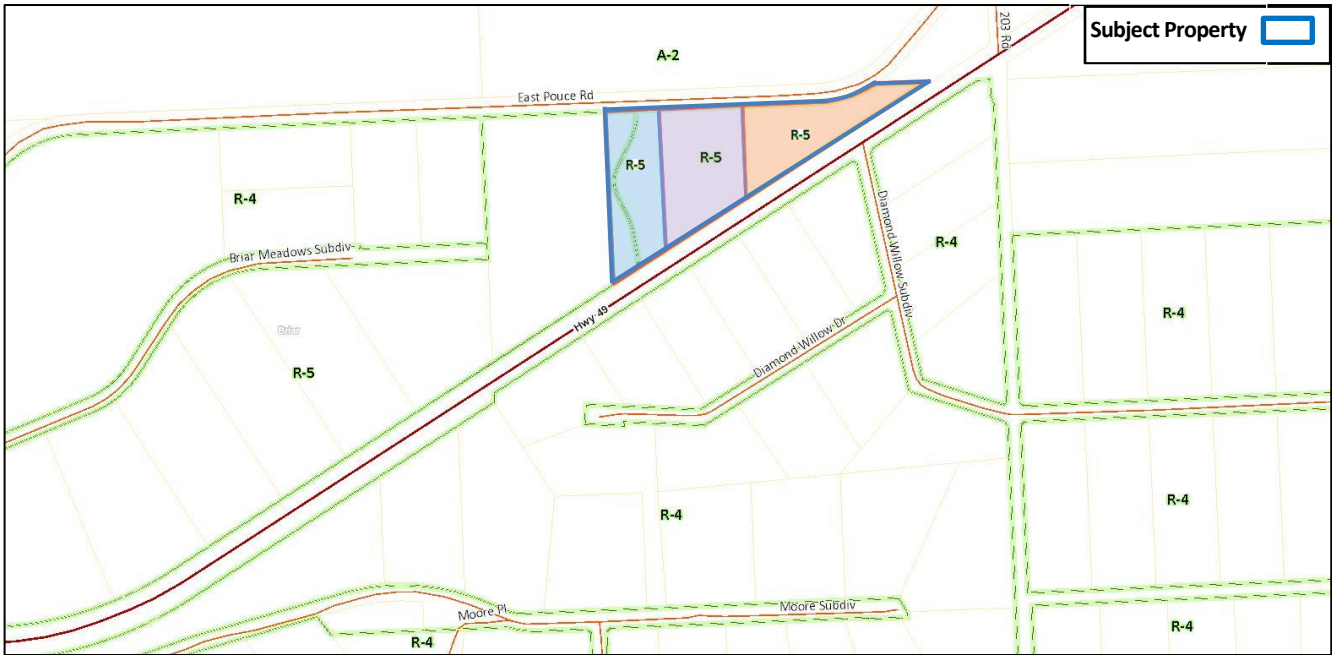 203 Rd
Subject Property
A-2
East Pouce Rd
R-5
R-5
R-5
R-4
Briar Meadows Subdiv
Diamond Willow Subdiv
R-4
Hwy 49
R-4
Briar
Diamond Willow Dr
R-5
R-4
R-4
Moore Pl
Moore Subdiv
R-4
R-4